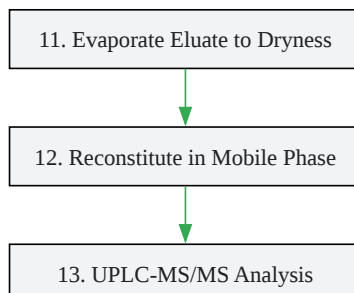 11. Evaporate Eluate to Dryness
12. Reconstitute in Mobile Phase
13. UPLC-MS/MS Analysis